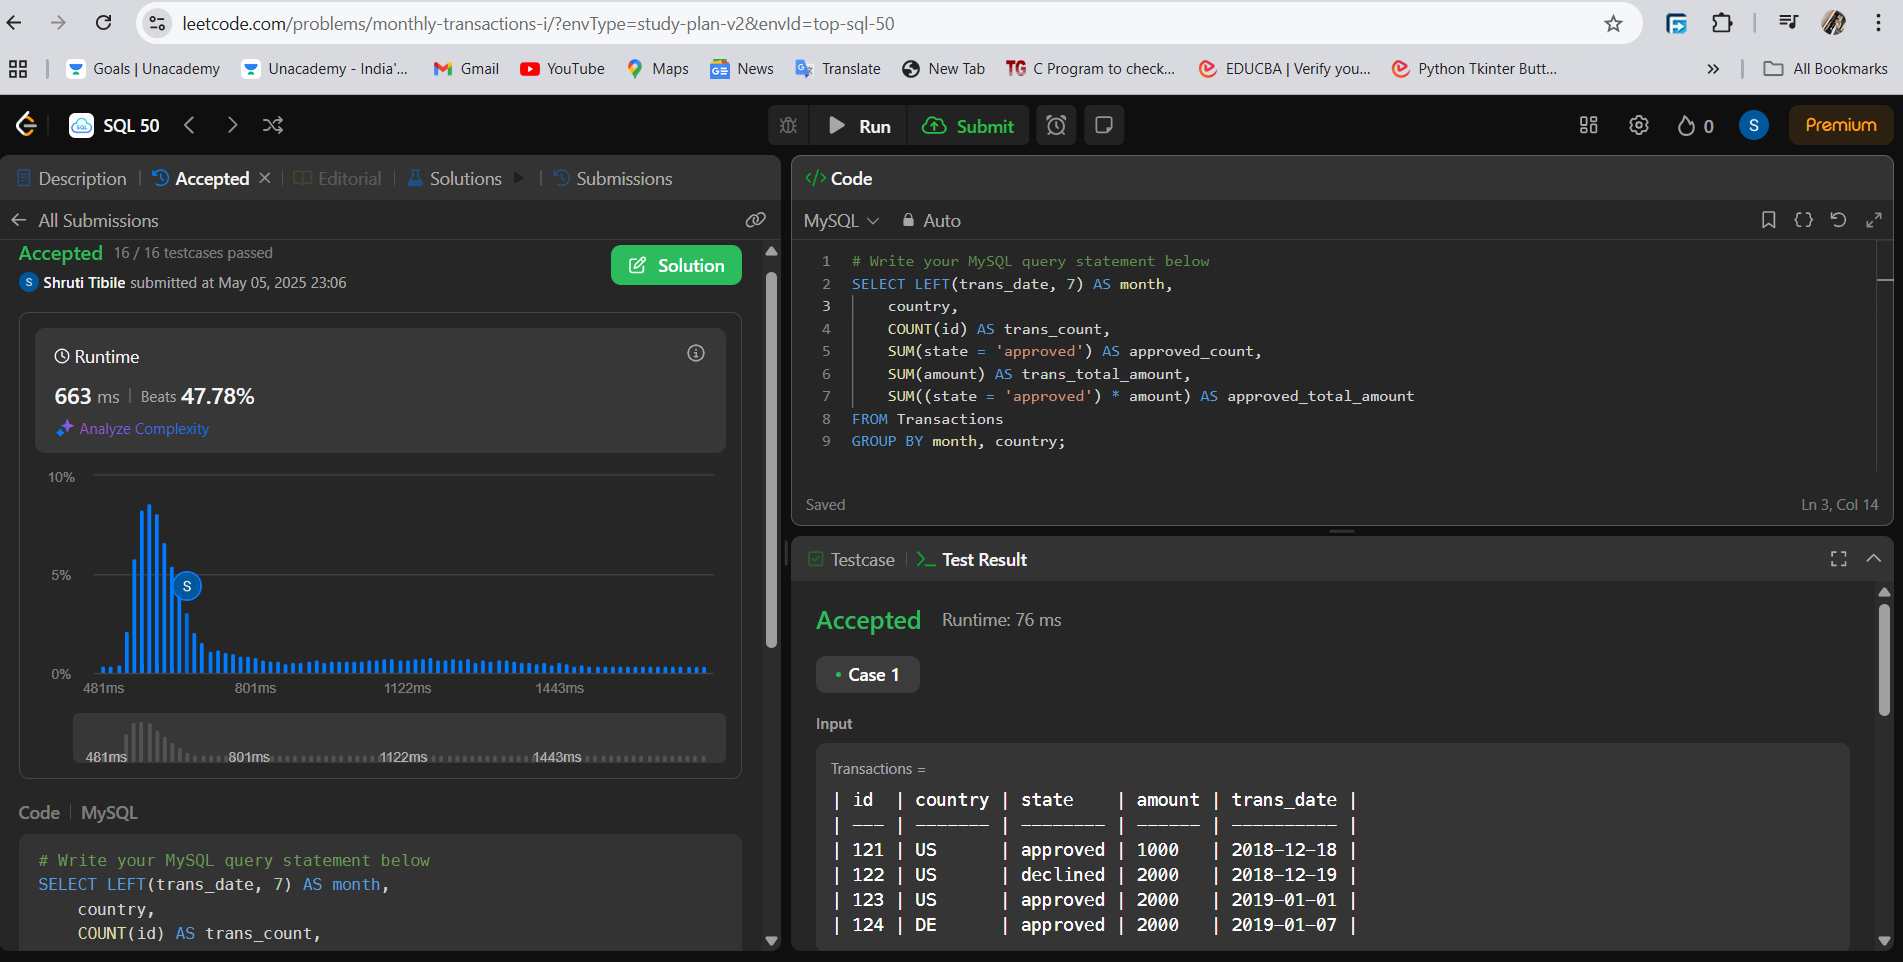 leetcode.com/problems/monthly-transactions-i/?envType=study-plan-v2&envId=top-sql-50
Goals | Unacademy
Unacademy - India'...
Gmail
YouTube
Maps
News
Translate
New Tab
TG C Program to check...
EDUCBA | Verify you...
Python Tkinter Butt...
»
All Bookmarks
SQL 50
Run
Submit
0
S
Premium
Description
Accepted
Editorial
Solutions
Submissions
All Submissions
Accepted 16 / 16 testcases passed
S Shruti Tibile submitted at May 05, 2025 23:06
Solution
Runtime
663 ms | Beats 47.78%
Analyze Complexity
10%
5%
S
0%
481ms 801ms 1122ms 1443ms
481ms 801ms 1122ms 1443ms
Code | MySQL
# Write your MySQL query statement below
SELECT LEFT(trans_date, 7) AS month,
country,
COUNT(id) AS trans_count,
</> Code
MySQL
Auto
1 # Write your MySQL query statement below
2 SELECT LEFT(trans_date, 7) AS month,
3 country,
4 COUNT(id) AS trans_count,
5 SUM(state = 'approved') AS approved_count,
6 SUM(amount) AS trans_total_amount,
7 SUM((state = 'approved') * amount) AS approved_total_amount
8 FROM Transactions
9 GROUP BY month, country;
Saved
Ln 3, Col 14
Testcase | >_ Test Result
Accepted Runtime: 76 ms
• Case 1
Input
Transactions =
| id | country | state | amount | trans_date |
| --- | ------- | -------- | ------ | ---------- |
| 121 | US | approved | 1000 | 2018-12-18 |
| 122 | US | declined | 2000 | 2018-12-19 |
| 123 | US | approved | 2000 | 2019-01-01 |
| 124 | DE | approved | 2000 | 2019-01-07 |